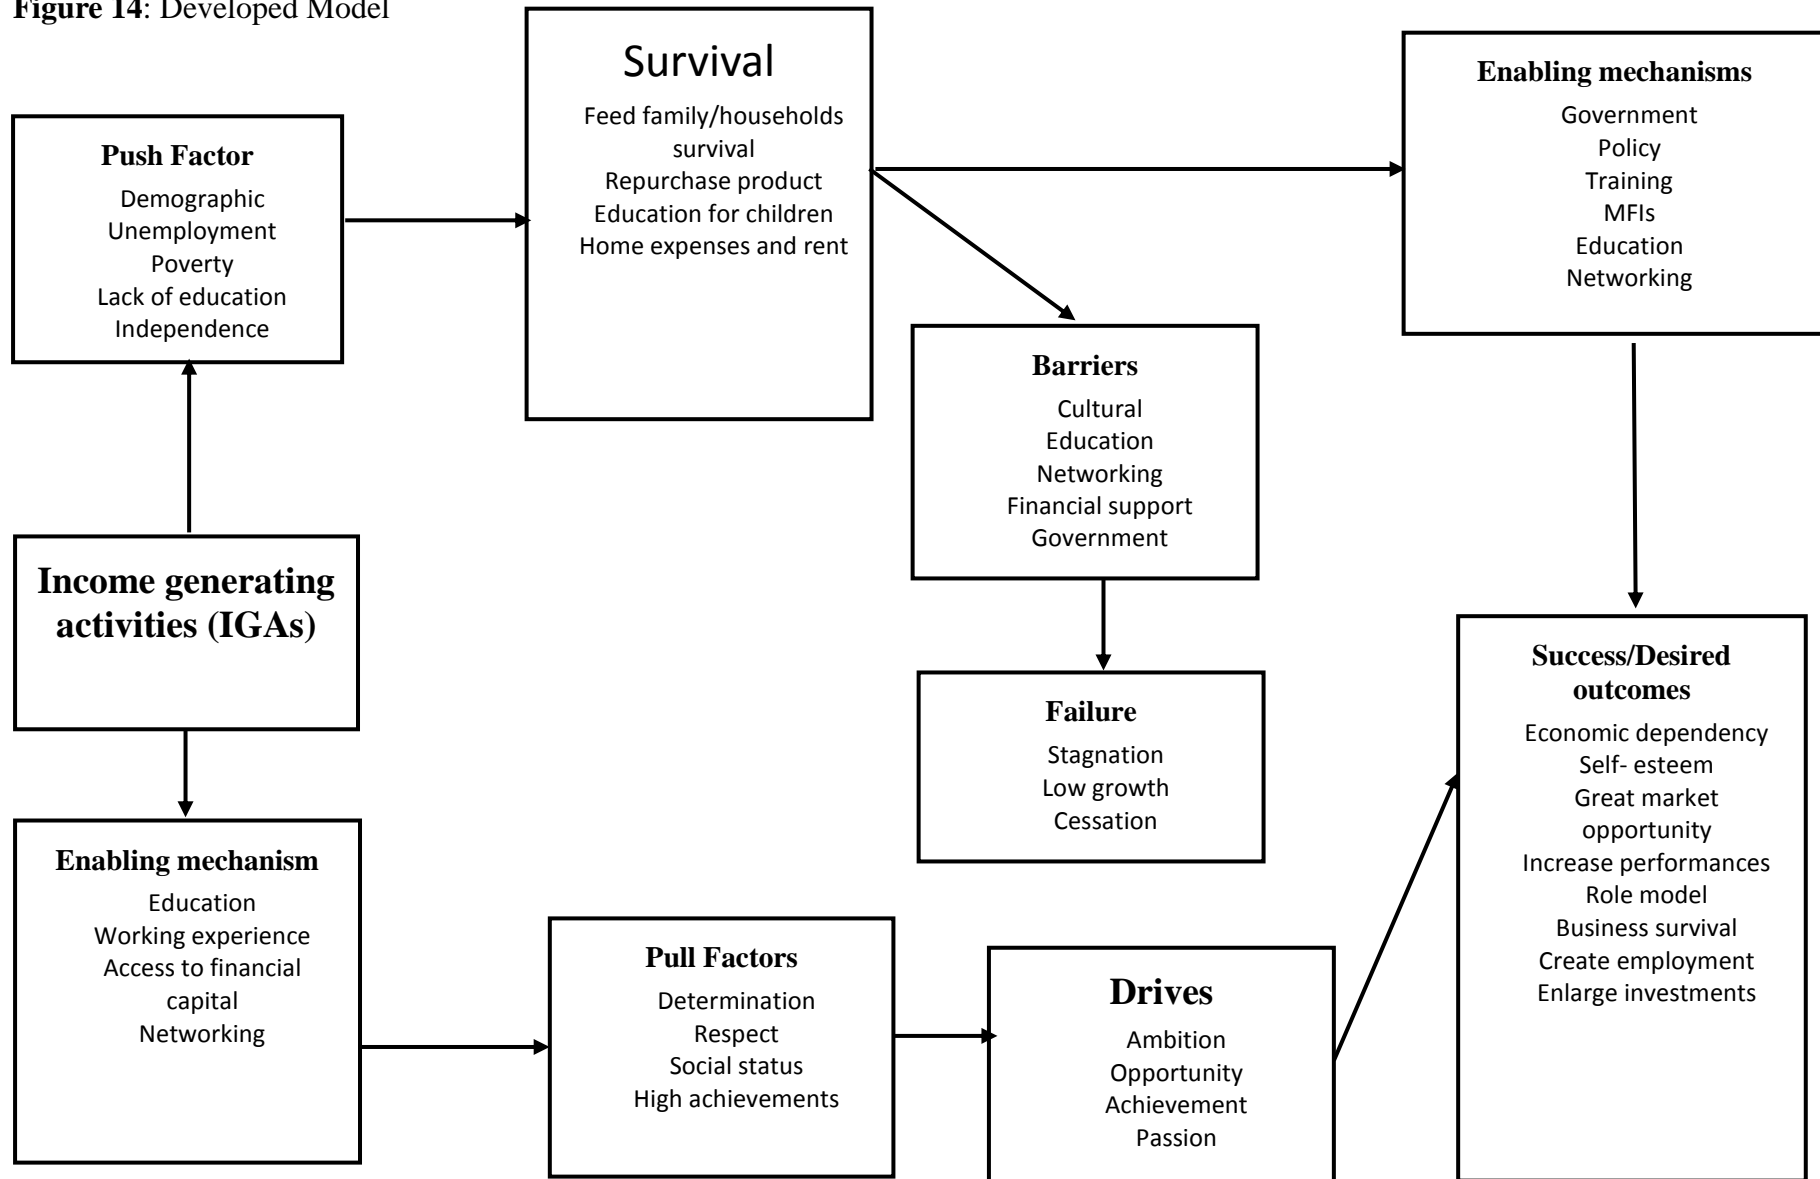 Figure 14: Developed Model
Survival
Feed family/households
survival
Repurchase product
Education for children
Home expenses and rent
Enabling mechanisms
Government
Policy
Training
MFIs
Education
Networking
Push Factor
Demographic
Unemployment
Poverty
Lack of education
Independence
Barriers
Cultural
Education
Networking
Financial support
Government
Income generating
activities (IGAs)
Failure
Stagnation
Low growth
Cessation
Success/Desired
outcomes
Economic dependency
Self- esteem
Great market
opportunity
Increase performances
Role model
Business survival
Create employment
Enlarge investments
Enabling mechanism
Education
Working experience
Access to financial
capital
Networking
Pull Factors
Determination
Respect
Social status
High achievements
Drives
Ambition
Opportunity
Achievement
Passion